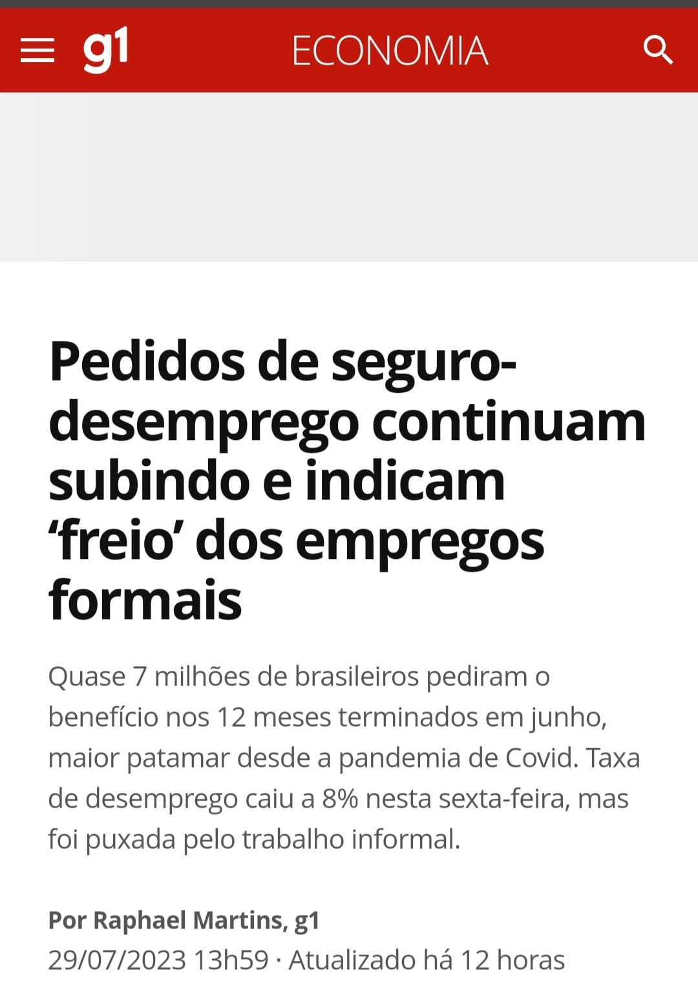 g1 ECONOMIA
Pedidos de seguro-
desemprego continuam
subindo e indicam
‘freio’ dos empregos
formais
Quase 7 milhões de brasileiros pediram o
benefício nos 12 meses terminados em junho,
maior patamar desde a pandemia de Covid. Taxa
de desemprego caiu a 8% nesta sexta-feira, mas
foi puxada pelo trabalho informal.
Por Raphael Martins, g1
29/07/2023 13h59 · Atualizado há 12 horas